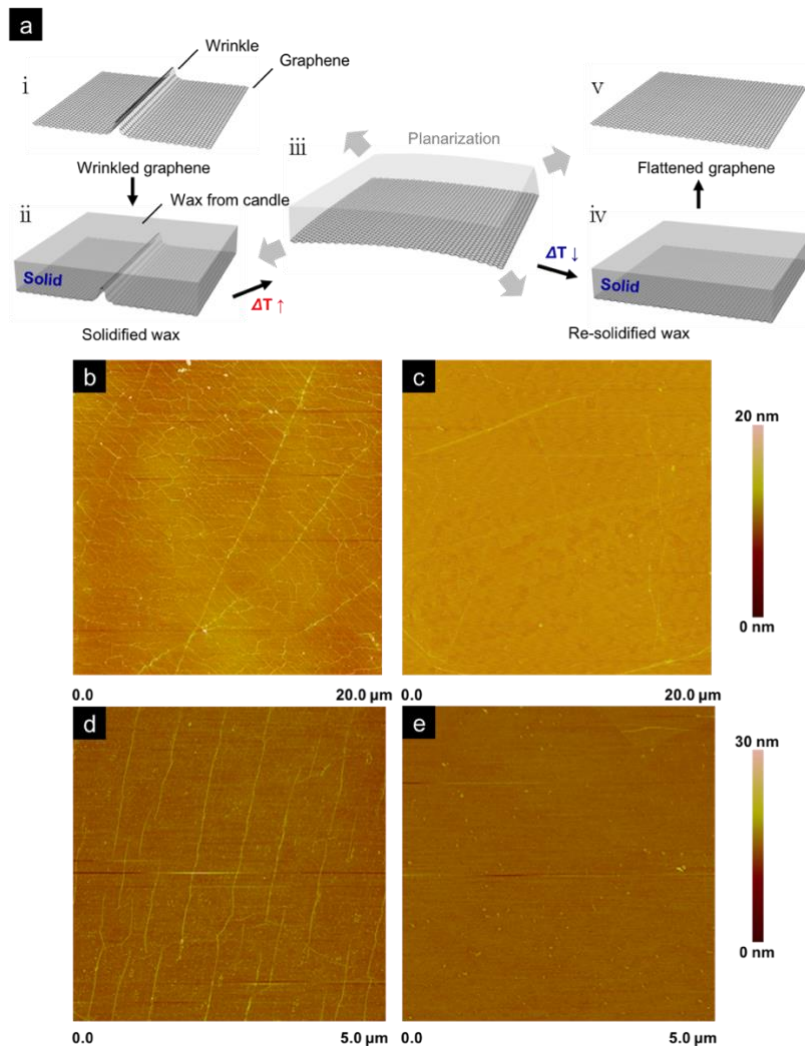 a
Wrinkle
Graphene
i
v
iii
Planarization
Wrinkled graphene
Flattened graphene
Wax from candle
ii
iv
Solid
ΔT ↑
ΔT ↓
Solid
Solidified wax
Re-solidified wax
b
c
20 nm
0 nm
0.0
20.0 µm
0.0
20.0 µm
d
e
30 nm
0 nm
0.0
5.0 µm
0.0
5.0 µm